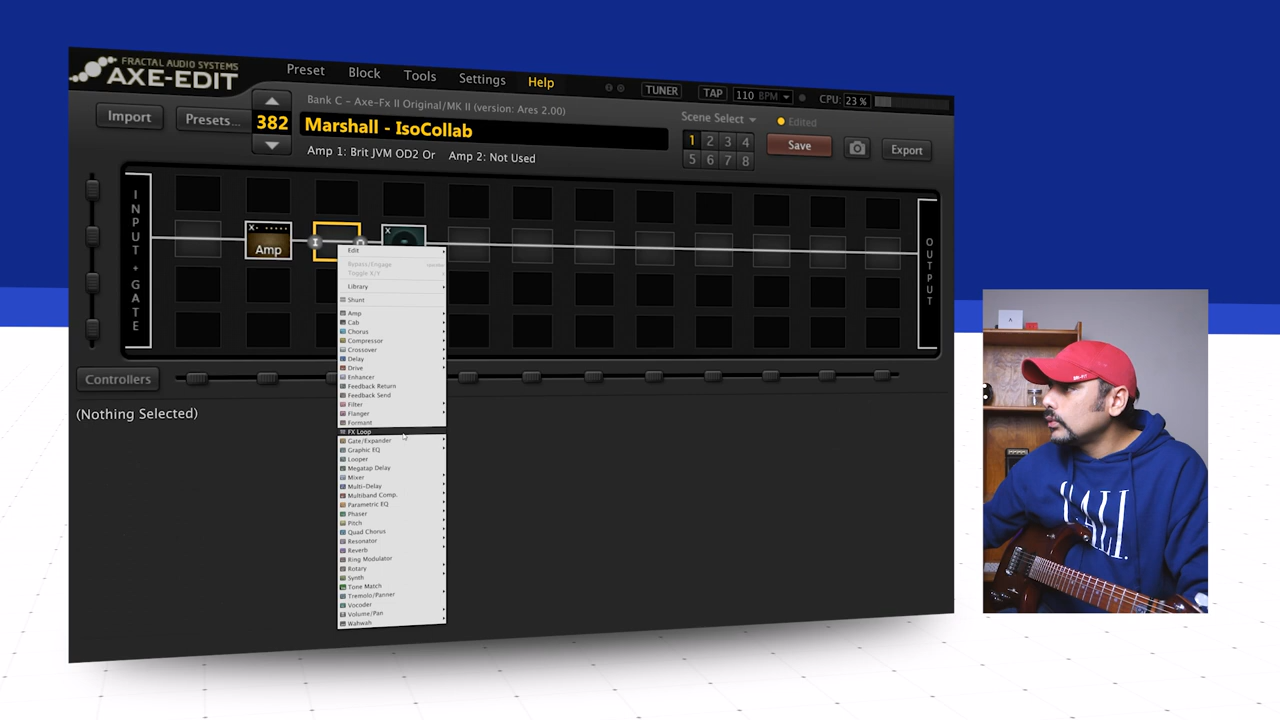 FRACTAL AUDIO SYSTEMS
AXE-EDIT
Preset Block Tools Settings Help
TUNER TAP 110 BPM CPU: 23 %
Import Presets...
382
Bank C - Axe-Fx II Original/MK II (version: Ares 2.00)
Marshall - IsoCollab
Amp 1: Brit JVM OD2 Or Amp 2: Not Used
Scene Select
1 2 3 4
5 6 7 8
Edited
Save
Export
INPUT + GATE
X
Amp
I
X
OUTPUT
Controllers
(Nothing Selected)
Edit
Bypass/Engage
Toggle X/Y
Library
Shunt
Amp
Cab
Chorus
Compressor
Crossover
Delay
Drive
Enhancer
Feedback Return
Feedback Send
Filter
Flanger
Formant
FX Loop
Gate/Expander
Graphic EQ
Looper
Megatap Delay
Mixer
Multi-Delay
Multiband Comp.
Parametric EQ
Phaser
Pitch
Quad Chorus
Resonator
Reverb
Ring Modulator
Rotary
Synth
Tone Match
Tremolo/Panner
Vocoder
Volume/Pan
Wahwah
CALI.